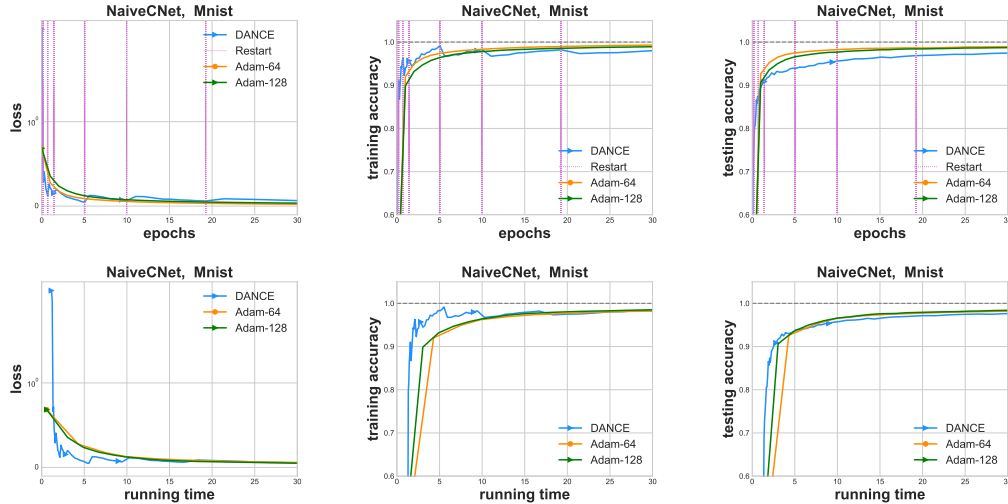 NaiveCNet, Mnist
loss
10^0
0
DANCE
Restart
Adam-64
Adam-128
0 5 10 15 20 25 30
epochs
NaiveCNet, Mnist
training accuracy
1.0
0.9
0.8
0.7
0.6
DANCE
Restart
Adam-64
Adam-128
0 5 10 15 20 25 30
epochs
NaiveCNet, Mnist
testing accuracy
1.0
0.9
0.8
0.7
0.6
DANCE
Restart
Adam-64
Adam-128
0 5 10 15 20 25 30
epochs
NaiveCNet, Mnist
loss
10^0
0
DANCE
Adam-64
Adam-128
0 5 10 15 20 25 30
running time
NaiveCNet, Mnist
training accuracy
1.0
0.9
0.8
0.7
0.6
DANCE
Adam-64
Adam-128
0 5 10 15 20 25 30
running time
NaiveCNet, Mnist
testing accuracy
1.0
0.9
0.8
0.7
0.6
DANCE
Adam-64
Adam-128
0 5 10 15 20 25 30
running time